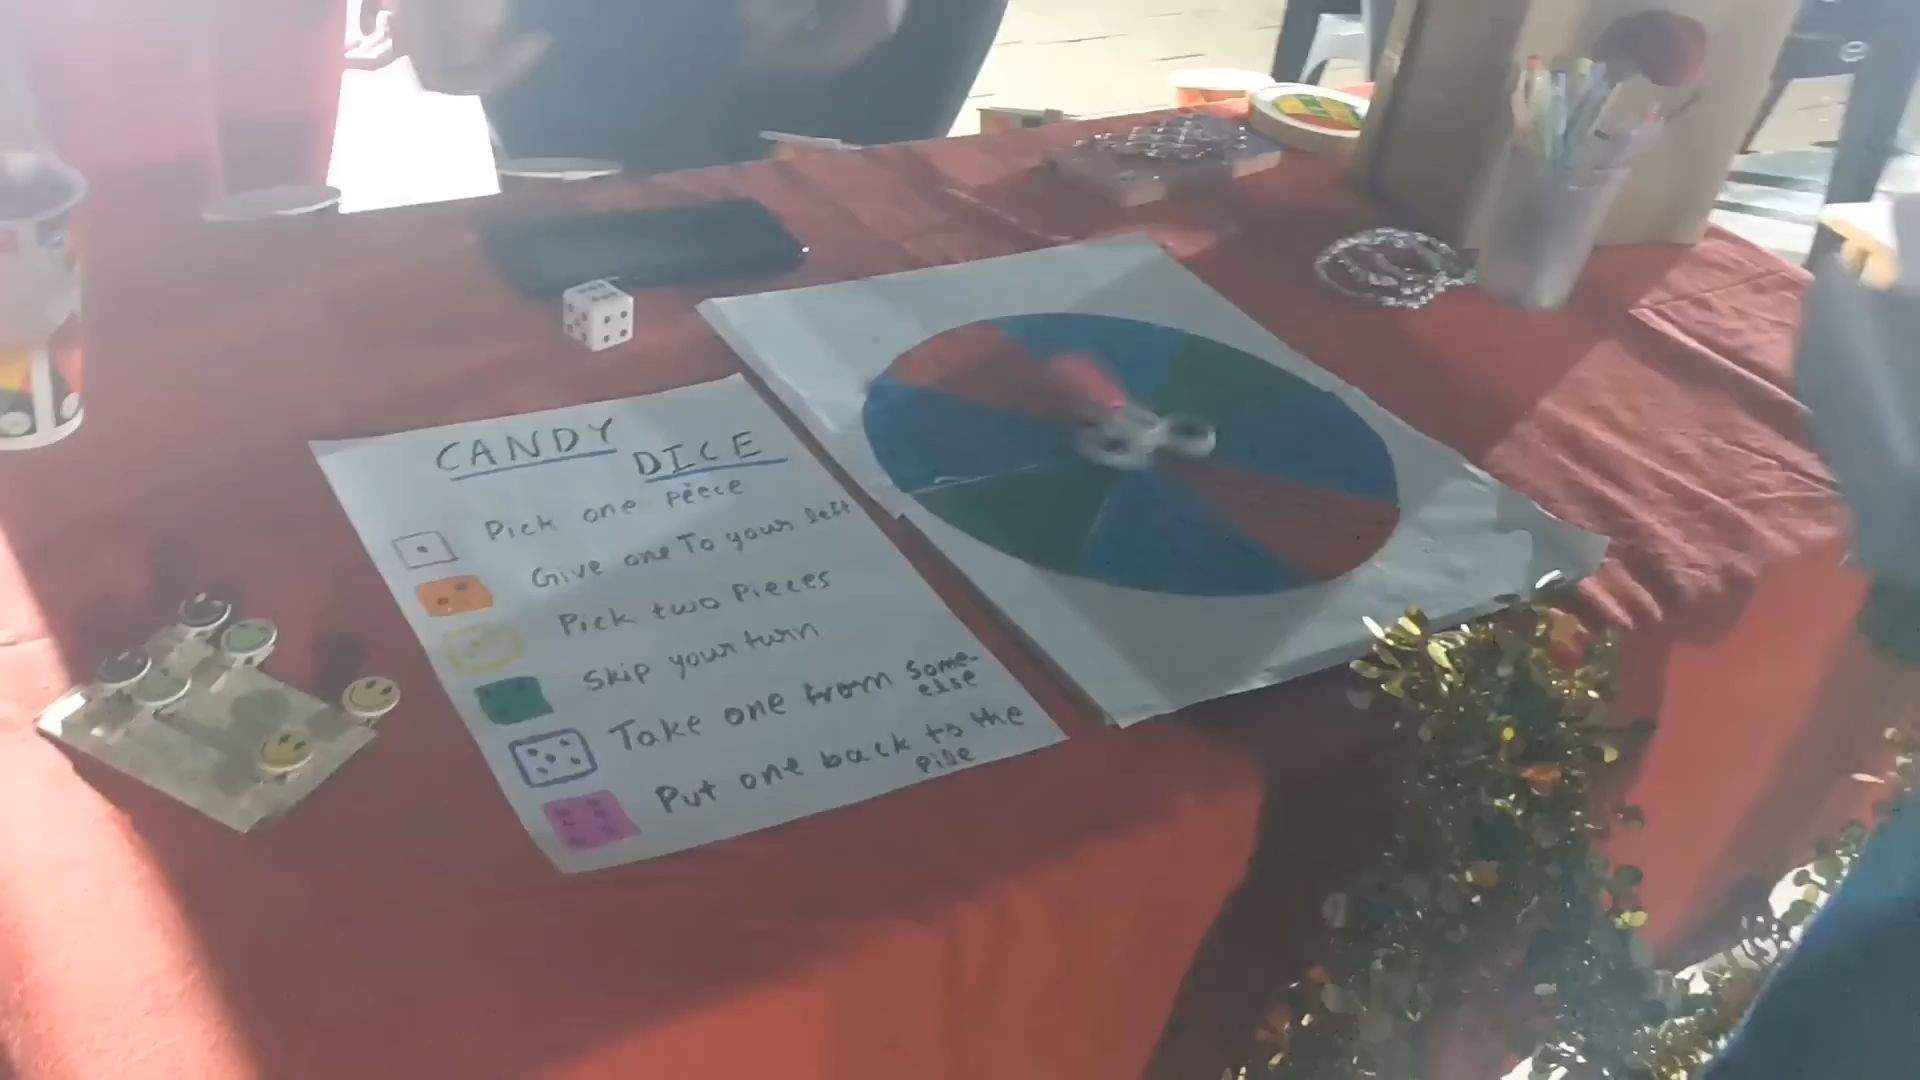 CANDY
DICE
Pick one piece
Give one To your left
Pick two Pieces
Skip your turn
Take one from some-
else
Put one back to the
pile